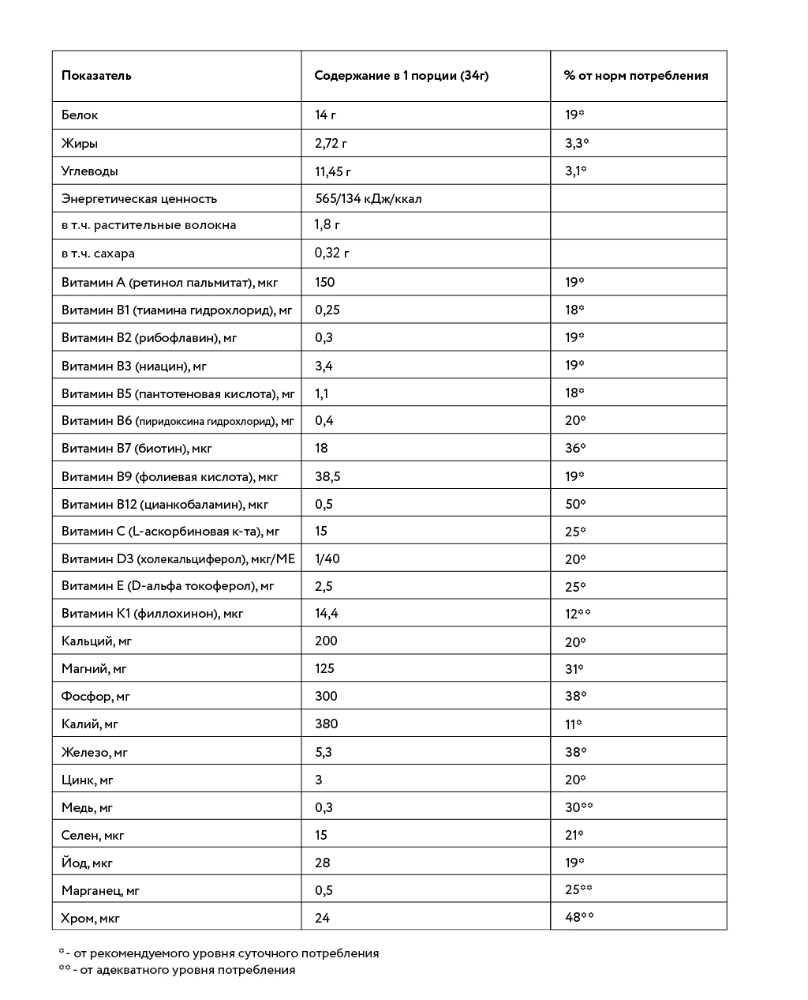 Показатель Содержание в 1 порции (34г) % от норм потребления
Белок 14 г 19*
Жиры 2,72 г 3,3*
Углеводы 11,45 г 3,1*
Энергетическая ценность 565/134 кДж/ккал
в т.ч. растительные волокна 1,8 г
в т.ч. сахара 0,32 г
Витамин А (ретинол пальмитат), мкг 150 19*
Витамин В1 (тиамина гидрохлорид), мг 0,25 18*
Витамин В2 (рибофлавин), мг 0,3 19*
Витамин В3 (ниацин), мг 3,4 19*
Витамин В5 (пантотеновая кислота), мг 1,1 18*
Витамин В6 (пиридоксина гидрохлорид), мг 0,4 20*
Витамин В7 (биотин), мкг 18 36*
Витамин В9 (фолиевая кислота), мкг 38,5 19*
Витамин В12 (цианкобаламин), мкг 0,5 50*
Витамин С (L-аскорбиновая к-та), мг 15 25*
Витамин D3 (холекальциферол), мкг/МЕ 1/40 20*
Витамин Е (D-альфа токоферол), мг 2,5 25*
Витамин К1 (филлохинон), мкг 14,4 12**
Кальций, мг 200 20*
Магний, мг 125 31*
Фосфор, мг 300 38*
Калий, мг 380 11*
Железо, мг 5,3 38*
Цинк, мг 3 20*
Медь, мг 0,3 30**
Селен, мкг 15 21*
Йод, мкг 28 19*
Марганец, мг 0,5 25**
Хром, мкг 24 48**
* - от рекомендуемого уровня суточного потребления
** - от адекватного уровня потребления